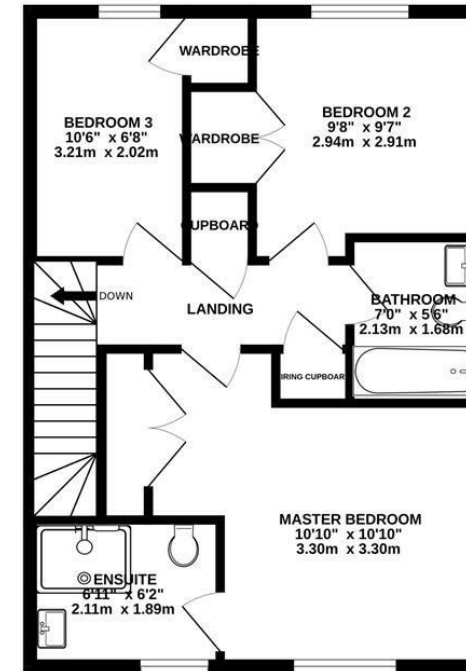 WARDROBE
BEDROOM 3
10'6" x 6'8"
3.21m x 2.02m
BEDROOM 2
9'8" x 9'7"
2.94m x 2.91m
WARDROBE
CUPBOARD
DOWN
LANDING
BATHROOM
7'0" x 5'6"
2.13m x 1.68m
IRING CUPBOAR
MASTER BEDROOM
10'10" x 10'10"
3.30m x 3.30m
ENSUITE
6'11" x 6'2"
2.11m x 1.89m